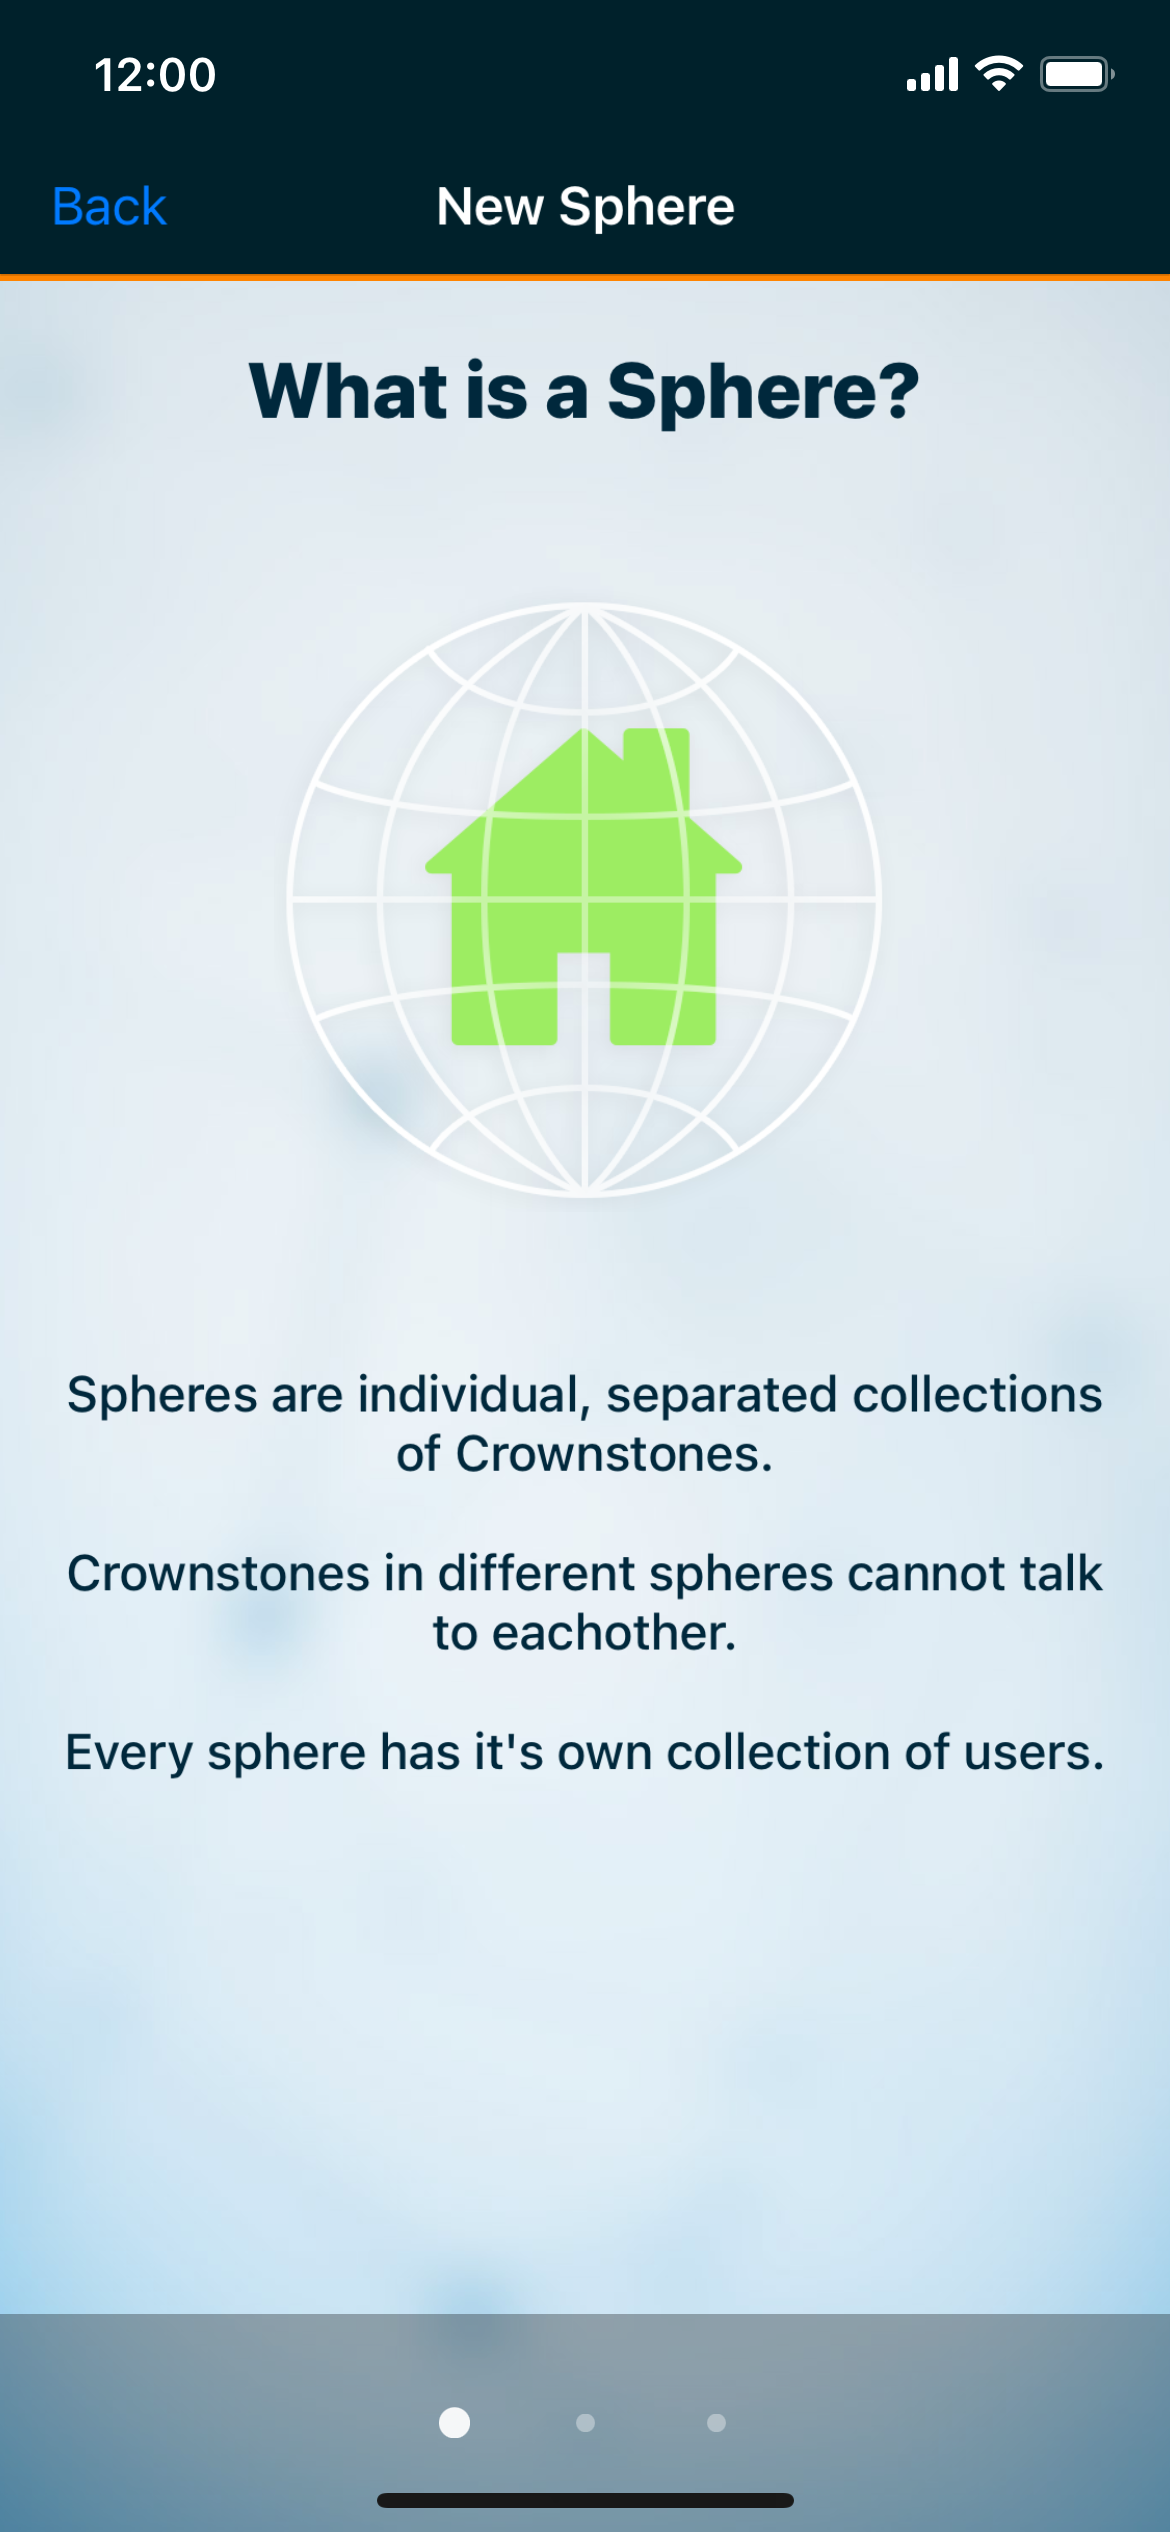 12:00
Back
New Sphere
What is a Sphere?
Spheres are individual, separated collections
of Crownstones.
Crownstones in different spheres cannot talk
to eachother.
Every sphere has it's own collection of users.